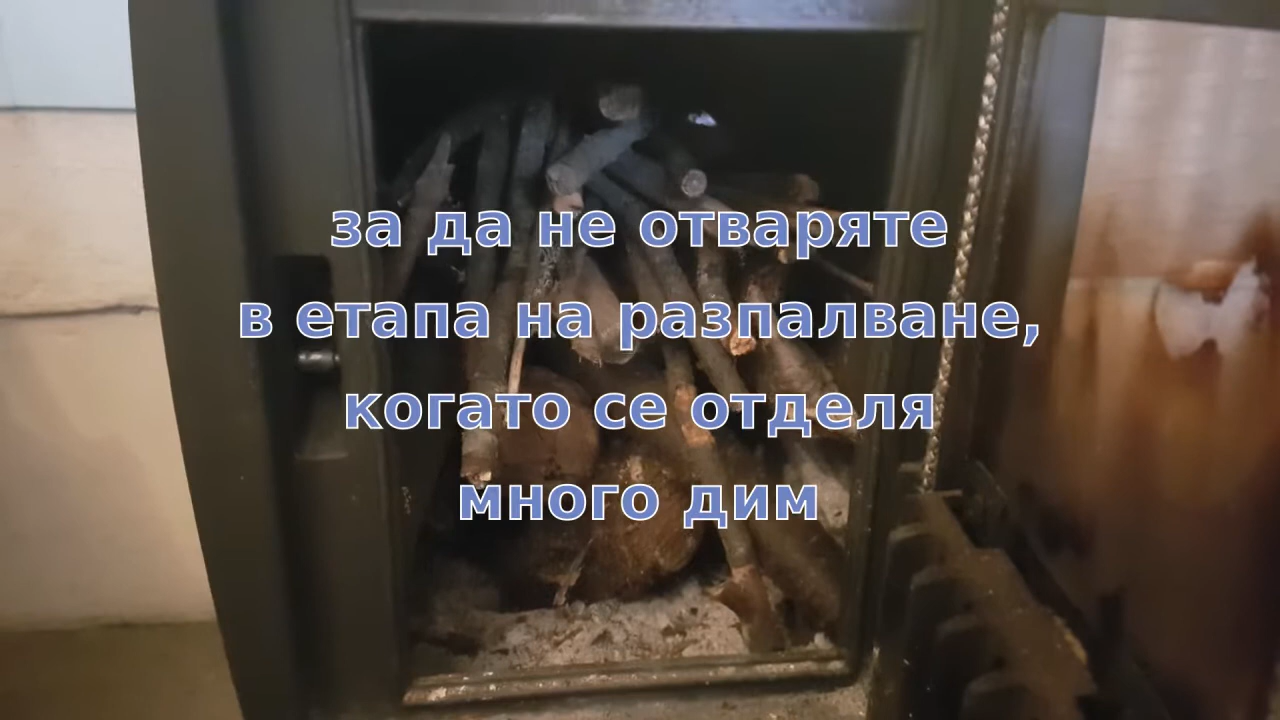 за да не отваряте
в етапа на разпалване,
когато се отделя
много дим